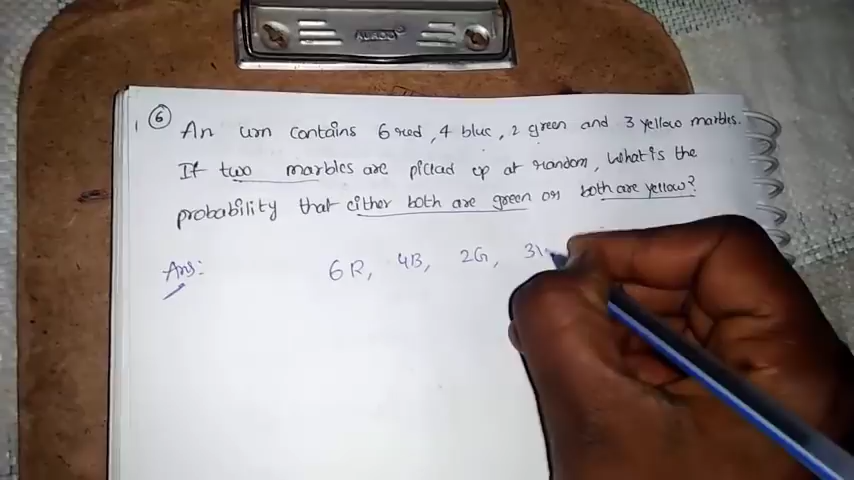 6
An urn contains 6 red, 4 blue, 2 green and 3 yellow marbles.
If two marbles are picked up at random, What is the
probability that either both are green or both are yellow?
Ans:
6R, 4B, 2G, 3Y